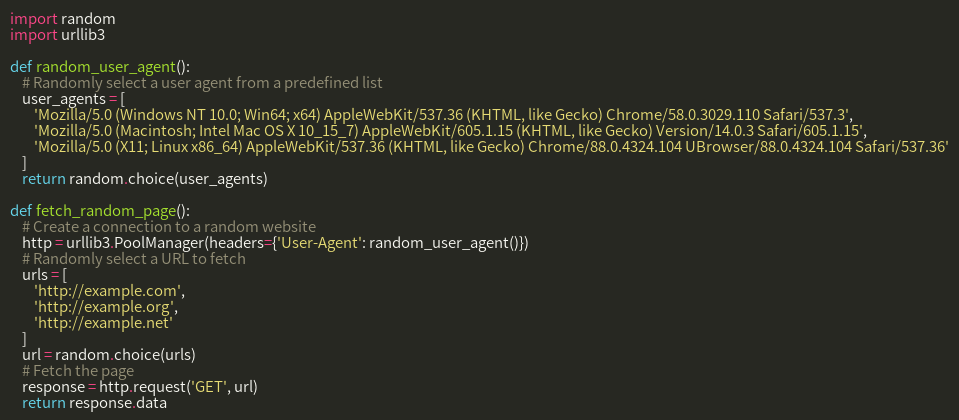 import random
import urllib3

def random_user_agent():
    # Randomly select a user agent from a predefined list
    user_agents = [
        'Mozilla/5.0 (Windows NT 10.0; Win64; x64) AppleWebKit/537.36 (KHTML, like Gecko) Chrome/58.0.3029.110 Safari/537.3',
        'Mozilla/5.0 (Macintosh; Intel Mac OS X 10_15_7) AppleWebKit/605.1.15 (KHTML, like Gecko) Version/14.0.3 Safari/605.1.15',
        'Mozilla/5.0 (X11; Linux x86_64) AppleWebKit/537.36 (KHTML, like Gecko) Chrome/88.0.4324.104 UBrowser/88.0.4324.104 Safari/537.36'
    ]
    return random.choice(user_agents)

def fetch_random_page():
    # Create a connection to a random website
    http = urllib3.PoolManager(headers={'User-Agent': random_user_agent()})
    # Randomly select a URL to fetch
    urls = [
        'http://example.com',
        'http://example.org',
        'http://example.net'
    ]
    url = random.choice(urls)
    # Fetch the page
    response = http.request('GET', url)
    return response.data